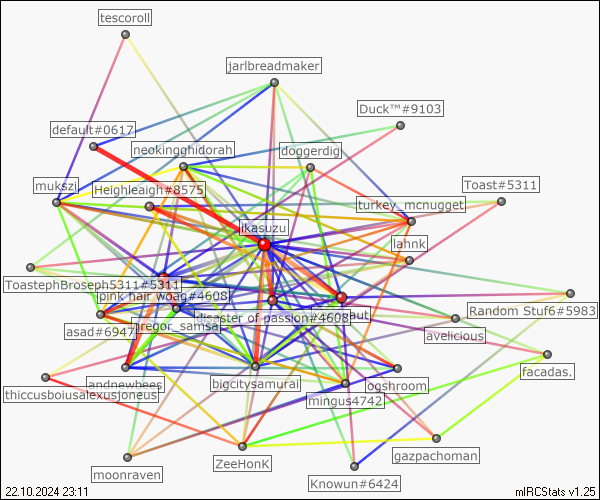 tescoroll
jarlbreadmaker
Duck™#9103
default#0617
neokingghidorah
doggerdig
mukszi
Heighleaigh#8575
Toast#5311
turkey_mcnugget
ikasuzu
lahnk
ToastephBroseph5311#5311
pink hair woag#4608
Random Stuf6#5983
disaster of passion#4608
asad#6947
gregor_samsa
avelicious
facadas.
andnewbees
bigcitysamurai
ogshroom
thiccusboiusalexusjoneus
mingus4742
gazpachoman
moonraven
ZeeHonK
Knowun#6424
22.10.2024 23:11
mIRCStats v1.25